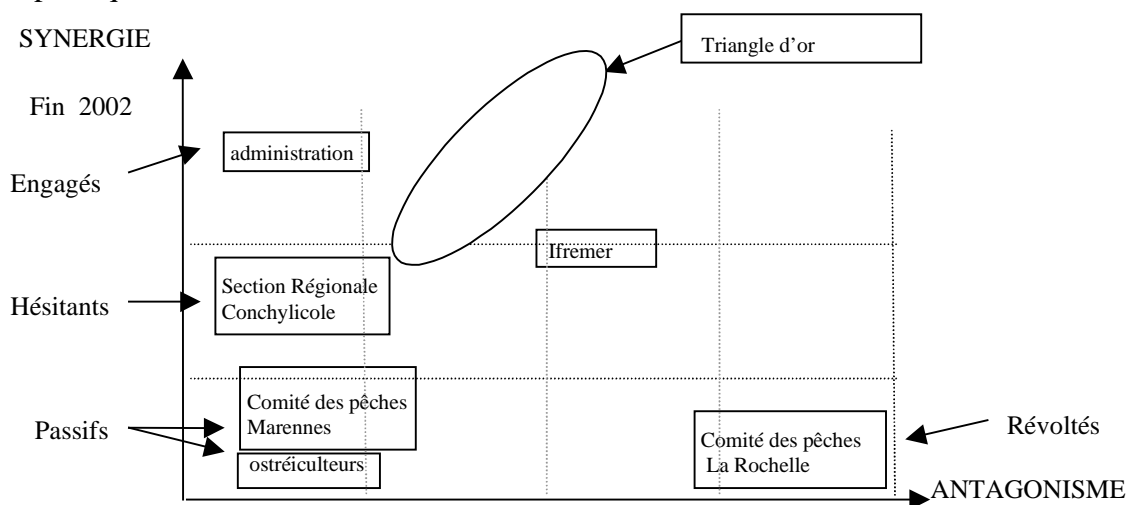 SYNERGIE
Triangle d'or
Fin 2002
administration
Engagés
Ifremer
Section Régionale
Conchylicole
Hésitants
Comité des pêches
Marennes
Passifs
ostréiculteurs
Comité des pêches
La Rochelle
Révoltés
ANTAGONISME